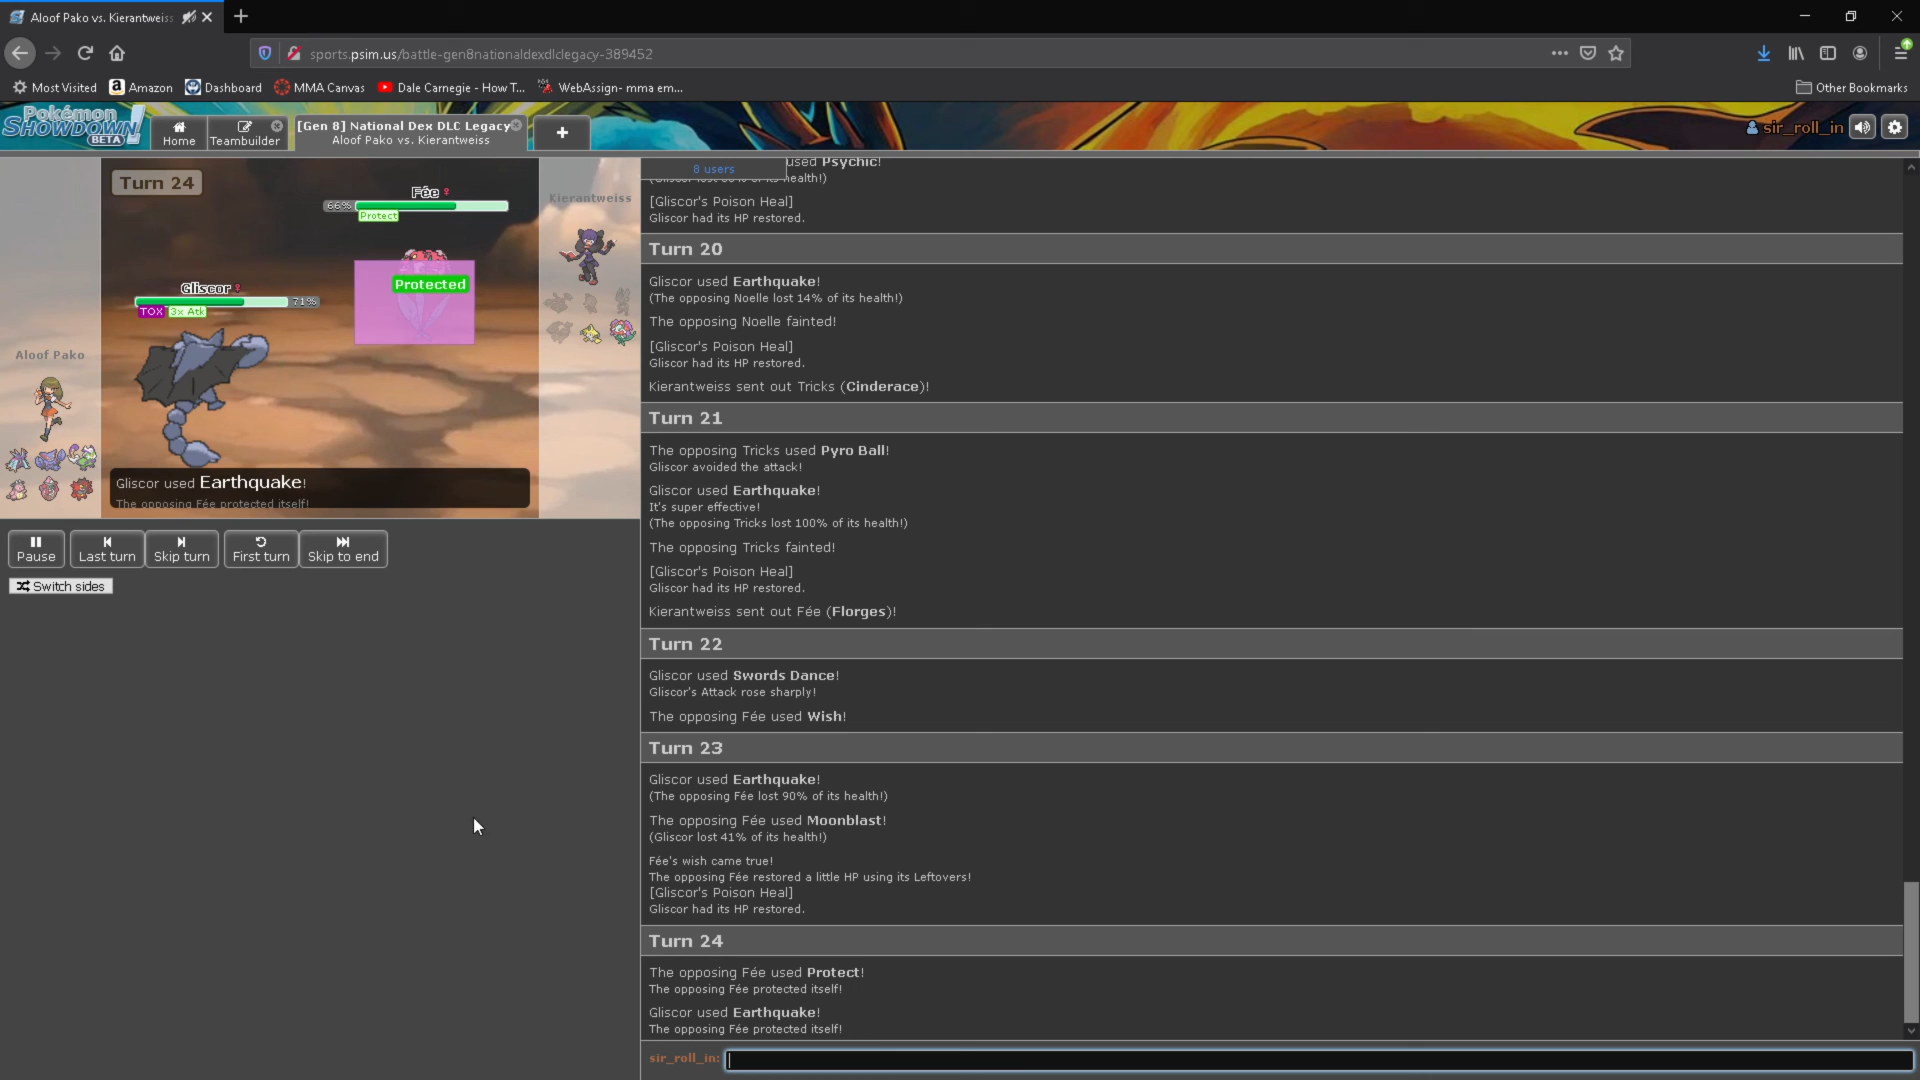 Aloof Pako vs. Kierantweiss
sports.psim.us/battle-gen8nationaldexdlclegacy-389452
Most Visited
Amazon
Dashboard
MMA Canvas
Dale Carnegie - How T...
WebAssign- mma em...
Other Bookmarks
Pokémon
SHOWDOWN!
BETA
Home
Teambuilder
[Gen 8] National Dex DLC Legacy
Aloof Pako vs. Kierantweiss
sir_roll_in
Turn 24
Fée
66%
Protect
Kierantweiss
Protected
Gliscor
71%
TOX
3x Atk
Aloof Pako
Gliscor used Earthquake!
The opposing Fée protected itself!
Pause
Last turn
Skip turn
First turn
Skip to end
Switch sides
8 users
used Psychic!
health!)
[Gliscor's Poison Heal]
Gliscor had its HP restored.
Turn 20
Gliscor used Earthquake!
(The opposing Noelle lost 14% of its health!)
The opposing Noelle fainted!
[Gliscor's Poison Heal]
Gliscor had its HP restored.
Kierantweiss sent out Tricks (Cinderace)!
Turn 21
The opposing Tricks used Pyro Ball!
Gliscor avoided the attack!
Gliscor used Earthquake!
It's super effective!
(The opposing Tricks lost 100% of its health!)
The opposing Tricks fainted!
[Gliscor's Poison Heal]
Gliscor had its HP restored.
Kierantweiss sent out Fée (Florges)!
Turn 22
Gliscor used Swords Dance!
Gliscor's Attack rose sharply!
The opposing Fée used Wish!
Turn 23
Gliscor used Earthquake!
(The opposing Fée lost 90% of its health!)
The opposing Fée used Moonblast!
(Gliscor lost 41% of its health!)
Fée's wish came true!
The opposing Fée restored a little HP using its Leftovers!
[Gliscor's Poison Heal]
Gliscor had its HP restored.
Turn 24
The opposing Fée used Protect!
The opposing Fée protected itself!
Gliscor used Earthquake!
The opposing Fée protected itself!
sir_roll_in: